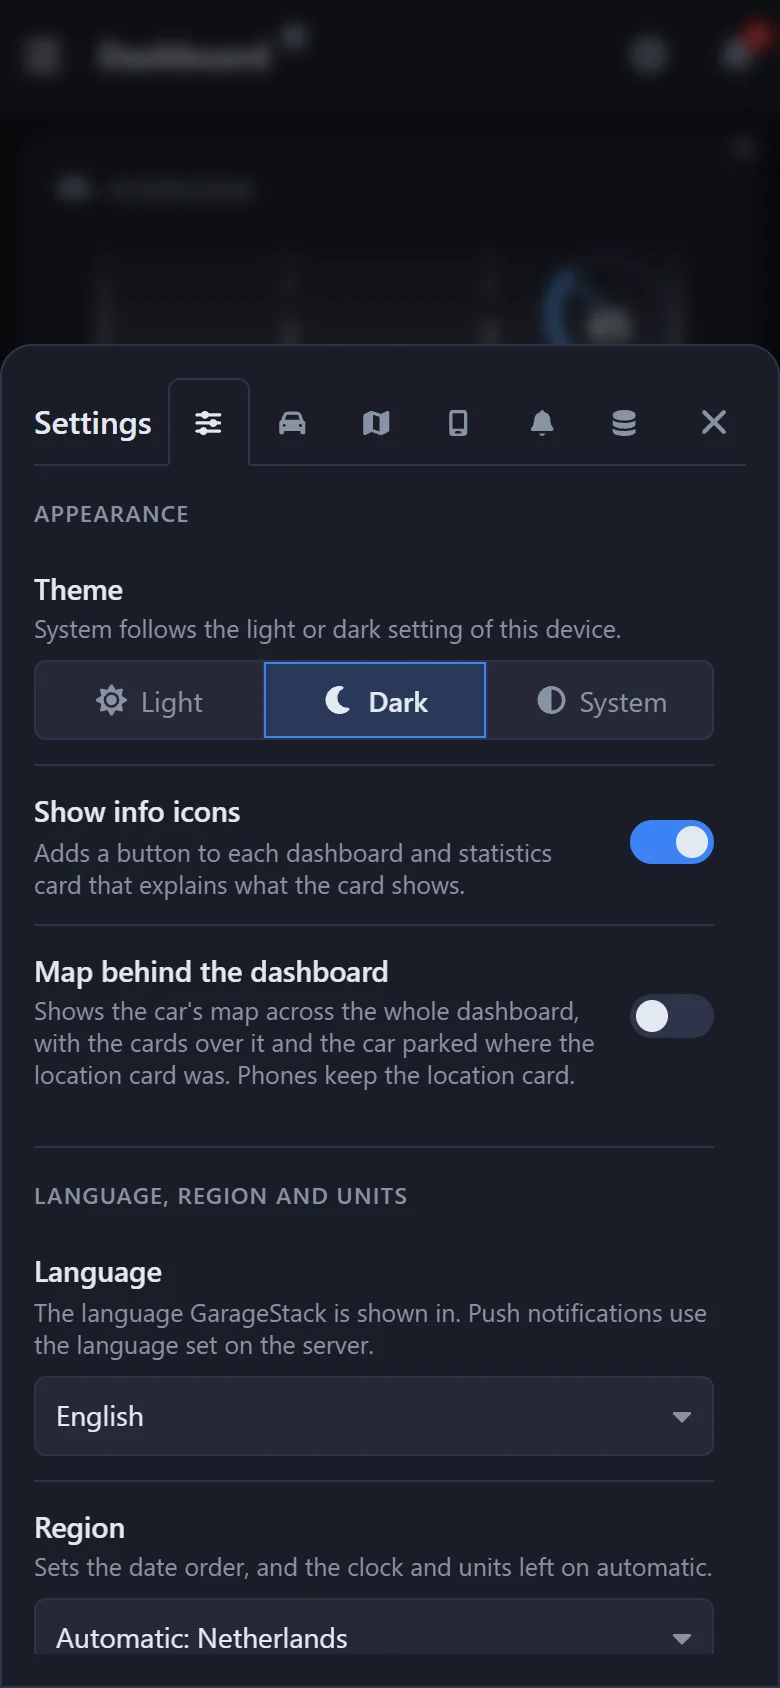 Dashboard
Settings
APPEARANCE
Theme
System follows the light or dark setting of this device.
Light
Dark
System
Show info icons
Adds a button to each dashboard and statistics
card that explains what the card shows.
Map behind the dashboard
Shows the car's map across the whole dashboard,
with the cards over it and the car parked where the
location card was. Phones keep the location card.
LANGUAGE, REGION AND UNITS
Language
The language GarageStack is shown in. Push notifications use
the language set on the server.
English
Region
Sets the date order, and the clock and units left on automatic.
Automatic: Netherlands